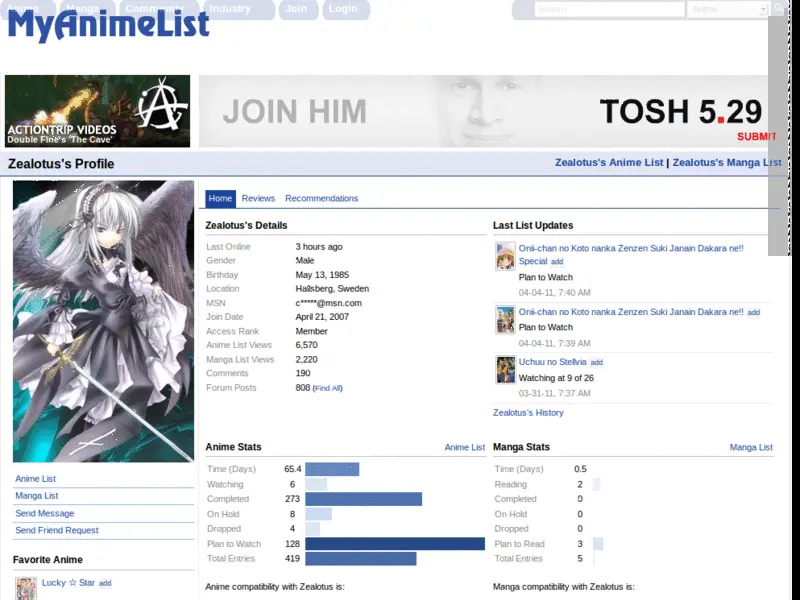 Anime Manga Community Industry Join Login
Search Anime
MyAnimeList
ACTIONTRIP VIDEOS
Double Fine's 'The Cave'
JOIN HIM
TOSH 5.29
SUBMIT
Zealotus's Profile
Zealotus's Anime List | Zealotus's Manga List
Home Reviews Recommendations
Zealotus's Details
Last Online 3 hours ago
Gender Male
Birthday May 13, 1985
Location Hallsberg, Sweden
MSN c*****@msn.com
Join Date April 21, 2007
Access Rank Member
Anime List Views 6,570
Manga List Views 2,220
Comments 190
Forum Posts 808 (Find All)
Last List Updates
Onii-chan no Koto nanka Zenzen Suki Janain Dakara ne!!
Special add
Plan to Watch
04-04-11, 7:40 AM
Onii-chan no Koto nanka Zenzen Suki Janain Dakara ne!! add
Plan to Watch
04-04-11, 7:39 AM
Uchuu no Stellvia add
Watching at 9 of 26
03-31-11, 7:37 AM
Zealotus's History
Anime Stats Anime List
Time (Days) 65.4
Watching 6
Completed 273
On Hold 8
Dropped 4
Plan to Watch 128
Total Entries 419
Anime compatibility with Zealotus is:
Manga Stats Manga List
Time (Days) 0.5
Reading 2
Completed 0
On Hold 0
Dropped 0
Plan to Read 3
Total Entries 5
Manga compatibility with Zealotus is:
Anime List
Manga List
Send Message
Send Friend Request
Favorite Anime
Lucky ☆ Star add